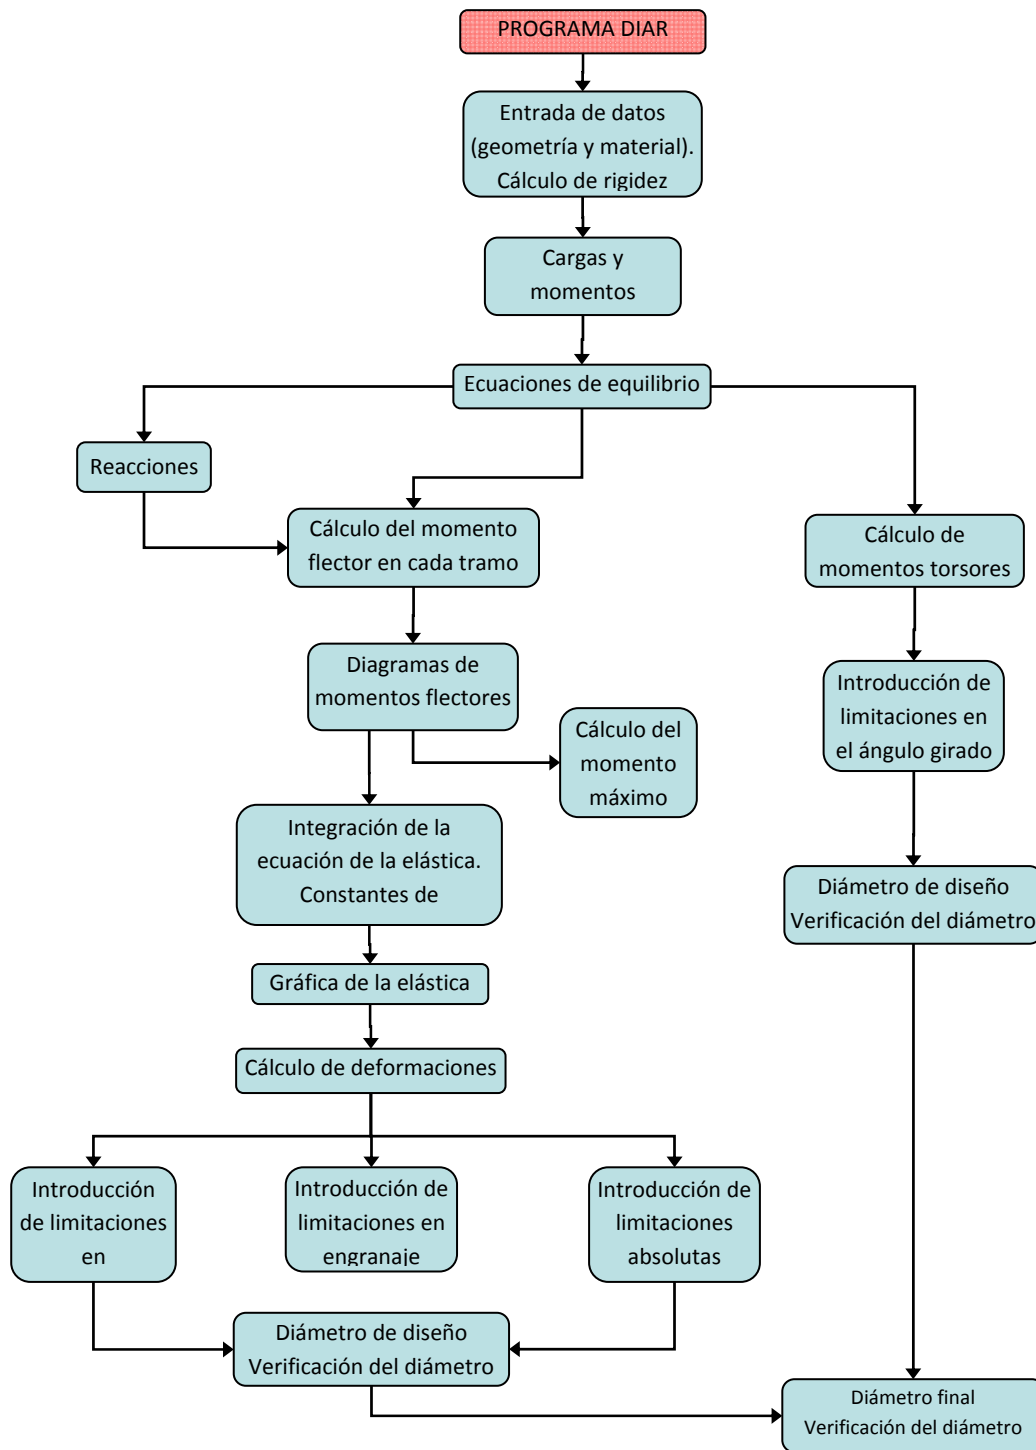 PROGRAMA DIAR
Entrada de datos
(geometría y material).
Cálculo de rigidez
Cargas y
momentos
Ecuaciones de equilibrio
Reacciones
Cálculo del momento
flector en cada tramo
Cálculo de
momentos torsores
Diagramas de
momentos flectores
Introducción de
limitaciones en
el ángulo girado
Cálculo del
momento
máximo
Integración de la
ecuación de la elástica.
Constantes de
Diámetro de diseño
Verificación del diámetro
Gráfica de la elástica
Cálculo de deformaciones
Introducción
de limitaciones
en
Introducción de
limitaciones en
engranaje
Introducción de
limitaciones
absolutas
Diámetro de diseño
Verificación del diámetro
Diámetro final
Verificación del diámetro